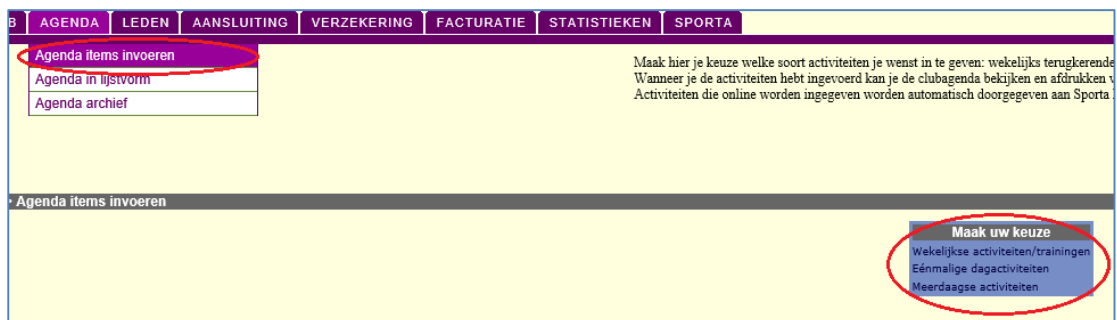 B AGENDA LEDEN AANSLUITING VERZEKERING FACTURATIE STATISTIEKEN SPORTA
Agenda items invoeren
Agenda in lijstvorm
Agenda archief
Maak hier je keuze welke soort activiteiten je wenst in te geven: wekelijks terugkerende
Wanneer je de activiteiten hebt ingevoerd kan je de clubagenda bekijken en afdrukken v
Activiteiten die online worden ingegeven worden automatisch doorgegeven aan Sporta
Agenda items invoeren
Maak uw keuze
Wekelijkse activiteiten/trainingen
Eénmalige dagactiviteiten
Meerdaagse activiteiten